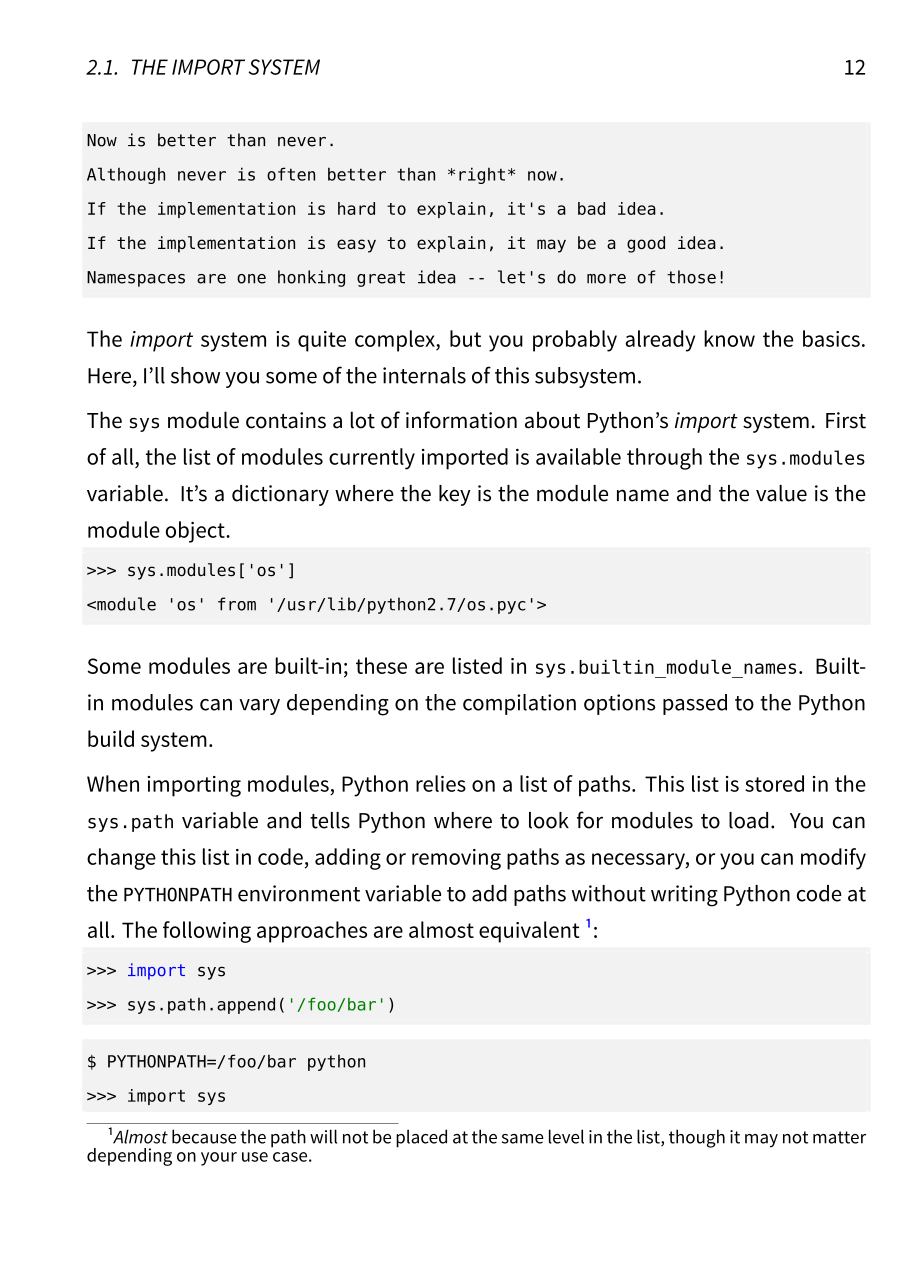 2.1. THE IMPORT SYSTEM 12
Now is better than never.
Although never is often better than *right* now.
If the implementation is hard to explain, it's a bad idea.
If the implementation is easy to explain, it may be a good idea.
Namespaces are one honking great idea -- let's do more of those!
The import system is quite complex, but you probably already know the basics.
Here, I’ll show you some of the internals of this subsystem.
The sys module contains a lot of information about Python’s import system. First
of all, the list of modules currently imported is available through the sys.modules
variable. It’s a dictionary where the key is the module name and the value is the
module object.
>>> sys.modules['os']
<module 'os' from '/usr/lib/python2.7/os.pyc'>
Some modules are built-in; these are listed in sys.builtin_module_names. Built-
in modules can vary depending on the compilation options passed to the Python
build system.
When importing modules, Python relies on a list of paths. This list is stored in the
sys.path variable and tells Python where to look for modules to load. You can
change this list in code, adding or removing paths as necessary, or you can modify
the PYTHONPATH environment variable to add paths without writing Python code at
all. The following approaches are almost equivalent ¹:
>>> import sys
>>> sys.path.append('/foo/bar')
$ PYTHONPATH=/foo/bar python
>>> import sys
¹Almost because the path will not be placed at the same level in the list, though it may not matter
depending on your use case.